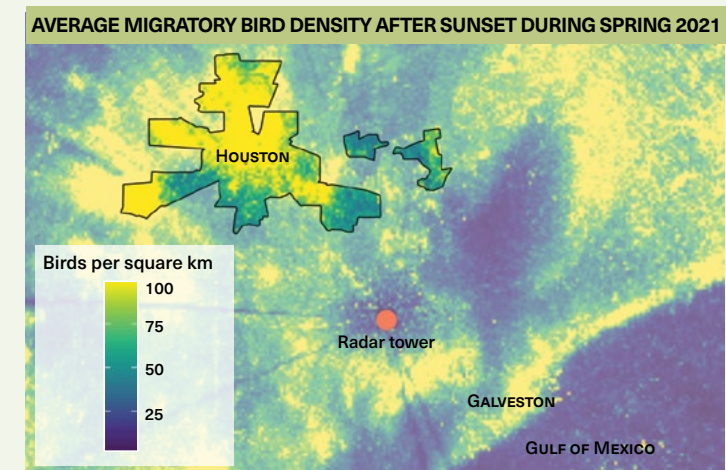 AVERAGE MIGRATORY BIRD DENSITY AFTER SUNSET DURING SPRING 2021
HOUSTON
Birds per square km
100
75
50
25
Radar tower
GALVESTON
GULF OF MEXICO